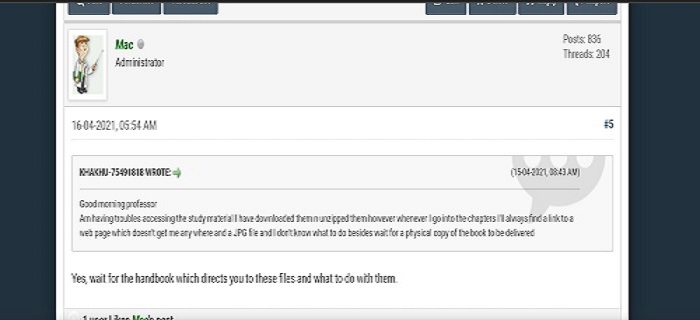 Mac
Administrator
Posts: 836
Threads: 204
16-04-2021, 05:54 AM
#5
KHAKHU-75491818 WROTE:
(15-04-2021, 08:43 AM)
Good morning professor
Am having troubles accessing the study material I have downloaded them n unzipped them however whenever I go into the chapters I'll always find a link to a
web page which doesn't get me any where and a .JPG file and I don't know what to do besides wait for a physical copy of the book to be delivered
Yes, wait for the handbook which directs you to these files and what to do with them.
1 user Likes Mac's post